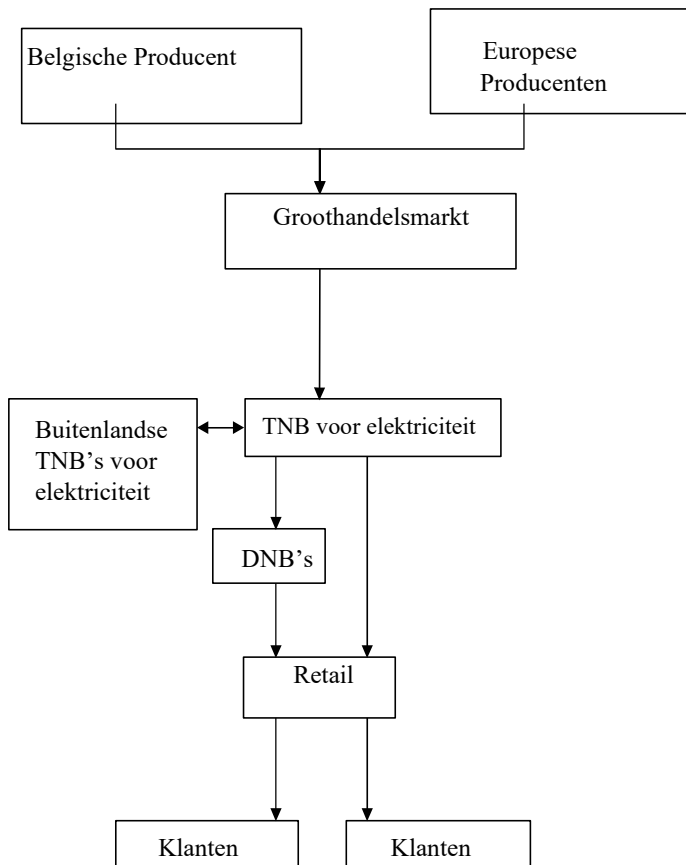 Belgische Producent
Europese
Producenten
Groothandelsmarkt
Buitenlandse
TNB's voor
elektriciteit
TNB voor elektriciteit
DNB's
Retail
Klanten
Klanten